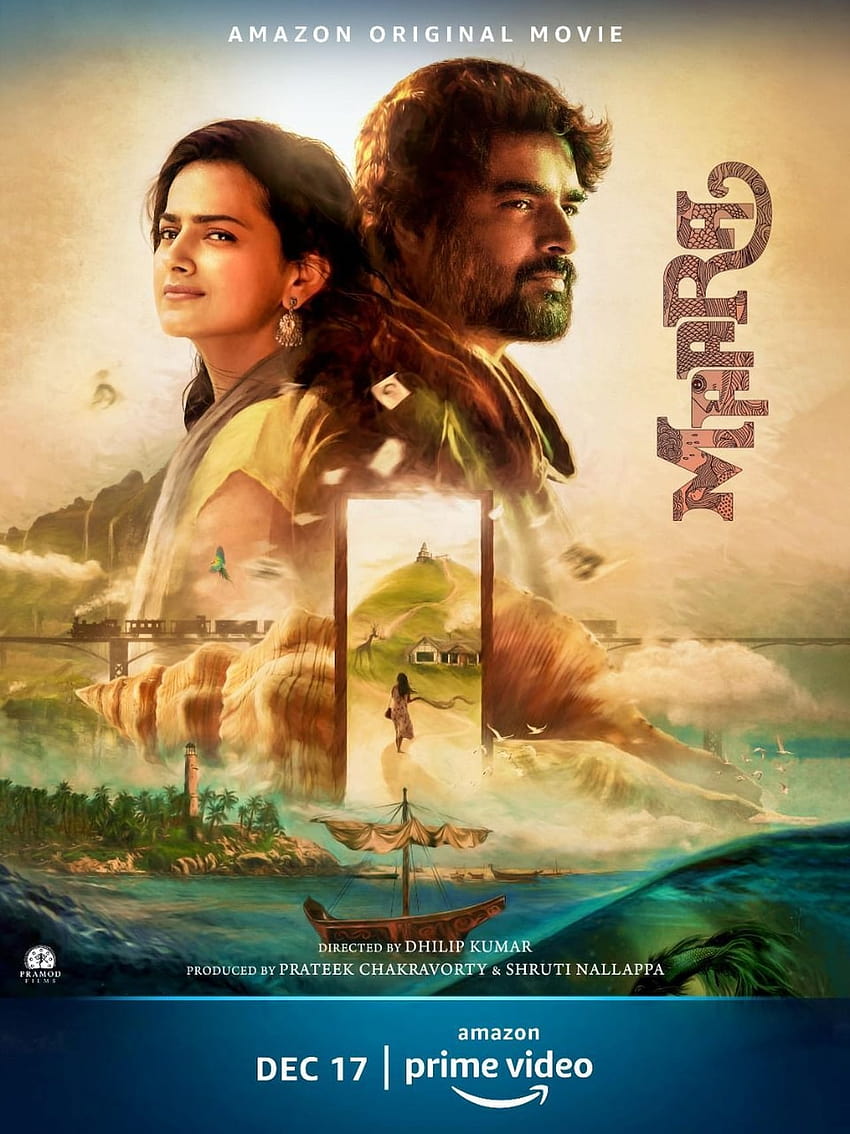 AMAZON ORIGINAL MOVIE
MAARA
DIRECTED BY DHILIP KUMAR
PRODUCED BY PRATEEK CHAKRAVORTY & SHRUTI NALLAPPA
PRAMOD
FILMS
DEC 17 | amazon
prime video